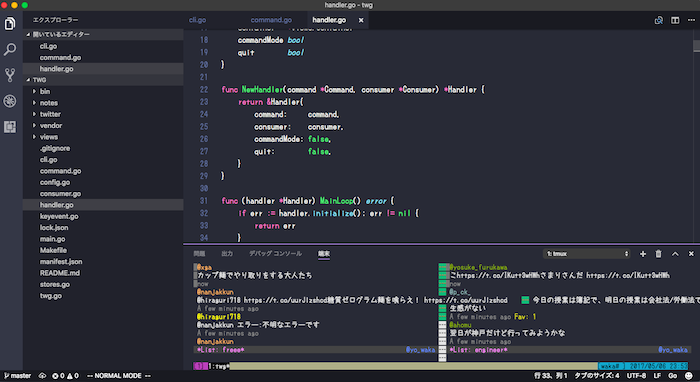 handler.go - twg
エクスプローラー
cli.go
command.go
handler.go
開いているエディター
cli.go
command.go
handler.go
TWG
bin
notes
twitter
vendor
views
.gitignore
cli.go
command.go
config.go
consumer.go
handler.go
keyevent.go
lock.json
main.go
Makefile
manifest.json
README.md
stores.go
twg.go
18 commandMode bool
19 quit bool
20 }
21
22 func NewHandler(command *Command, consumer *Consumer) *Handler {
23 return &Handler{
24 command: command,
25 consumer: consumer,
26 commandMode: false,
27 quit: false,
28 }
29 }
30
31 func (handler *Handler) MainLoop() error {
32 if err := handler.initialize(); err != nil {
33 return err
34 }
問題
出力
デバッグ コンソール
端末
1: tmux
@xga
カップ麺でやり取りをする大人たち
now
@nanjakkun
@hiraguri718 https://t.co/uurJlzshod糖質ゼログラム麺を喰らえ! https://t.co/uurJlzshod
A few minutes ago
@hiraguri718
@nanjakkun エラー:不明なエラーです
A few minutes ago
@nanjakkun
*List: freee*
@yo_waka
@yosuke_furukawa
ごhttps://t.co/lKurt3wHWhさまりさんだ https://t.co/lKurt3wHWh
now
@p_ck_
今日の授業は簿記で、明日の授業は会社法/労働法で
生感がない
A few minutes ago Fav: 1
@ahomu
翌日が神戸だけど行ってみようかな
A few minutes ago
*List: engineer*
@yo_waka
[1] 1:twg*
master
0
0
-- NORMAL MODE --
行 33、列 1
タブのサイズ: 4
UTF-8
LF
Go